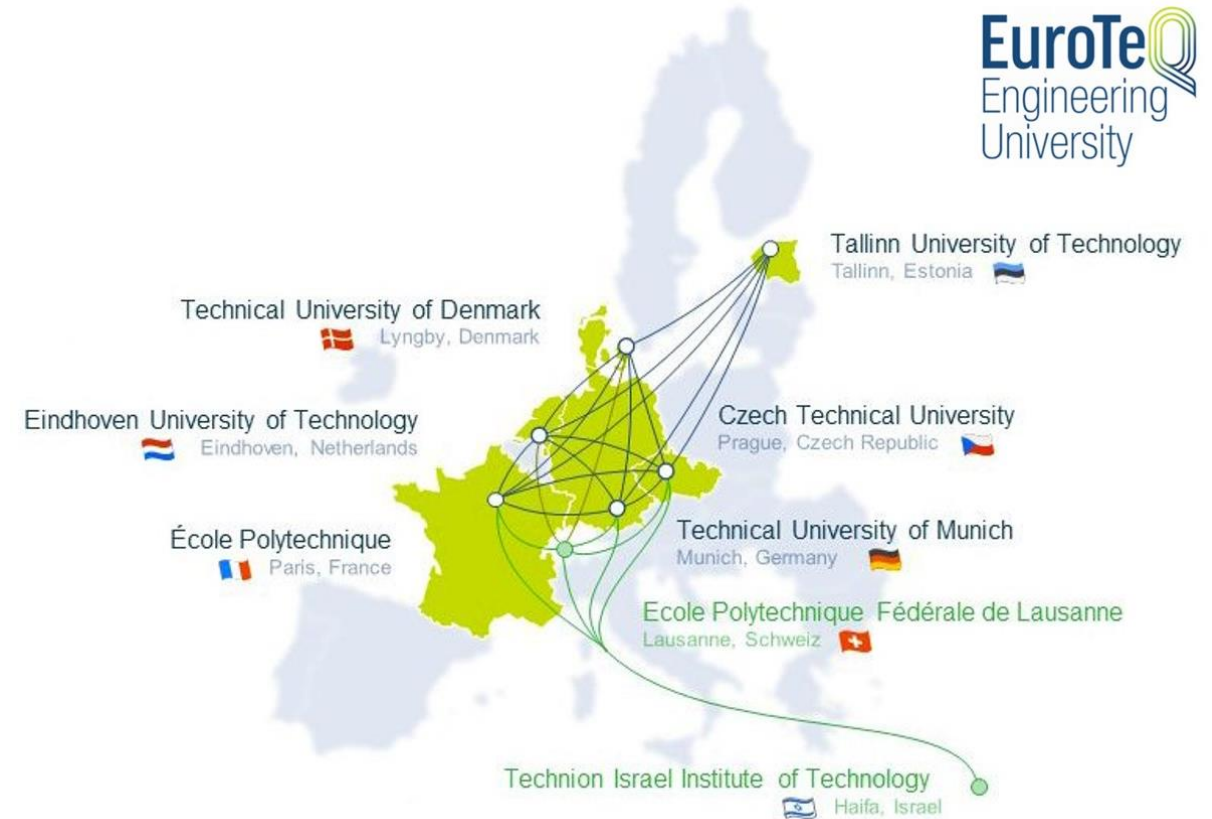 EuroTeQ
Engineering
University
Tallinn University of Technology
Tallinn, Estonia
Technical University of Denmark
Lyngby, Denmark
Eindhoven University of Technology
Eindhoven, Netherlands
Czech Technical University
Prague, Czech Republic
École Polytechnique
Paris, France
Technical University of Munich
Munich, Germany
Ecole Polytechnique Fédérale de Lausanne
Lausanne, Schweiz
Technion Israel Institute of Technology
Haifa, Israel